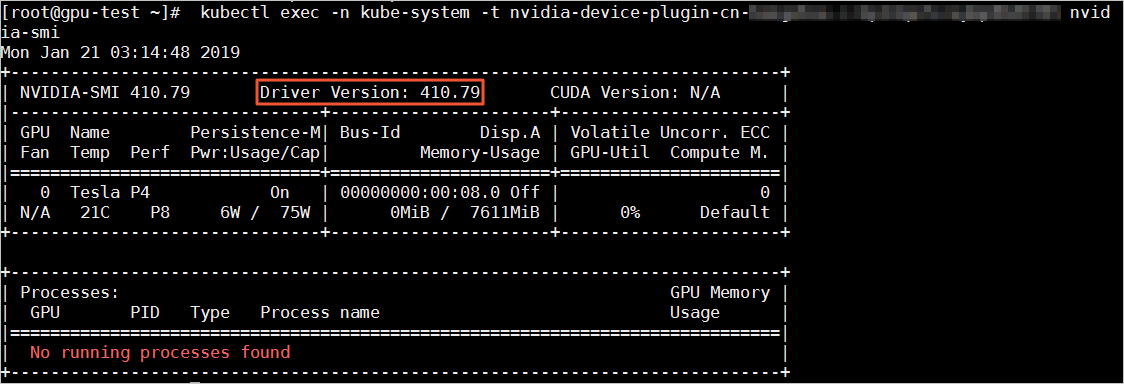 [root@gpu-test ~]# kubectl exec -n kube-system -t nvidia-device-plugin-cn- nvid
ia-smi
Mon Jan 21 03:14:48 2019
+-----------------------------------------------------------------------------+
| NVIDIA-SMI 410.79       Driver Version: 410.79       CUDA Version: N/A      |
|-------------------------------+----------------------+----------------------+
| GPU  Name        Persistence-M| Bus-Id        Disp.A | Volatile Uncorr. ECC |
| Fan  Temp  Perf  Pwr:Usage/Cap|         Memory-Usage | GPU-Util  Compute M. |
|===============================+======================+======================|
|   0  Tesla P4            On   | 00000000:00:08.0 Off |                    0 |
| N/A   21C    P8     6W /  75W |      0MiB /  7611MiB |      0%      Default |
+-------------------------------+----------------------+----------------------+
+-----------------------------------------------------------------------------+
| Processes:                                                       GPU Memory |
|  GPU       PID   Type   Process name                             Usage      |
|=============================================================================|
|  No running processes found                                                 |
+-----------------------------------------------------------------------------+